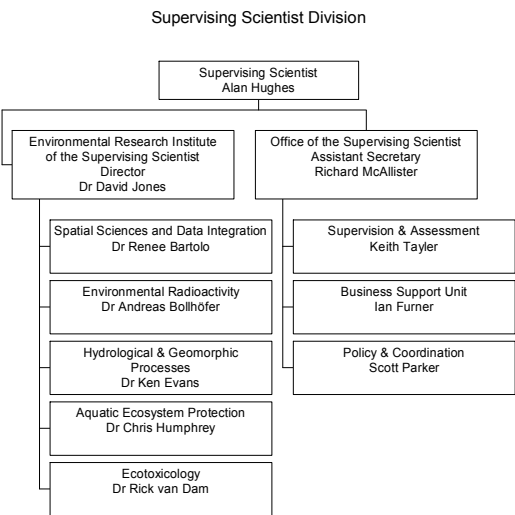 Supervising Scientist Division
Supervising Scientist
Alan Hughes
Environmental Research Institute
of the Supervising Scientist
Director
Dr David Jones
Office of the Supervising Scientist
Assistant Secretary
Richard McAllister
Spatial Sciences and Data Integration
Dr Renee Bartolo
Environmental Radioactivity
Dr Andreas Bollhöfer
Hydrological & Geomorphic
Processes
Dr Ken Evans
Aquatic Ecosystem Protection
Dr Chris Humphrey
Ecotoxicology
Dr Rick van Dam
Supervision & Assessment
Keith Tayler
Business Support Unit
Ian Furner
Policy & Coordination
Scott Parker